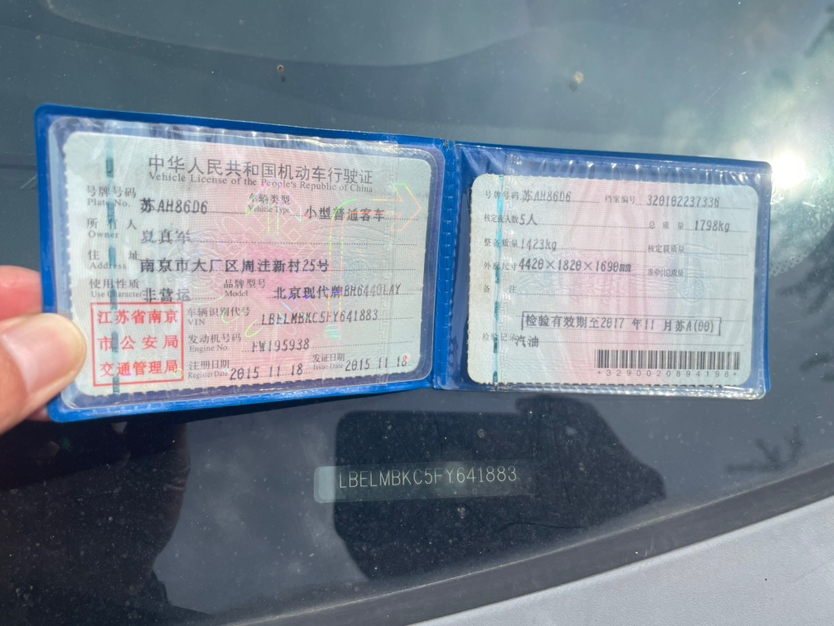 中华人民共和国机动车行驶证
Vehicle License of the People's Republic of China
号牌号码 苏AH86D6 车辆类型 小型普通客车
Plate No. Vehicle Type
所有人 夏真军
Owner
住址 南京市大厂区周洼新村25号
Address
使用性质 非营运 品牌型号 北京现代牌BH6440LAY
Use Character Model
江苏省南京
市公安局
交通管理局
车辆识别代号 LBELMBKC5FY641883
VIN
发动机号码 FW195938
Engine No.
注册日期 2015 11 18 发证日期 2015 11 18
Register Date Issue Date
号牌号码 苏AH86D6 档案编号 320102237336
核定载人数 5人 总质量 1798kg
整备质量 1423kg 核定载质量
外廓尺寸 4420×1820×1690mm 准牵引总质量
备注
检验有效期至2017 年11 月苏A(00)
检验记录 汽油
*3290020894198*
LBELMBKC5FY641883